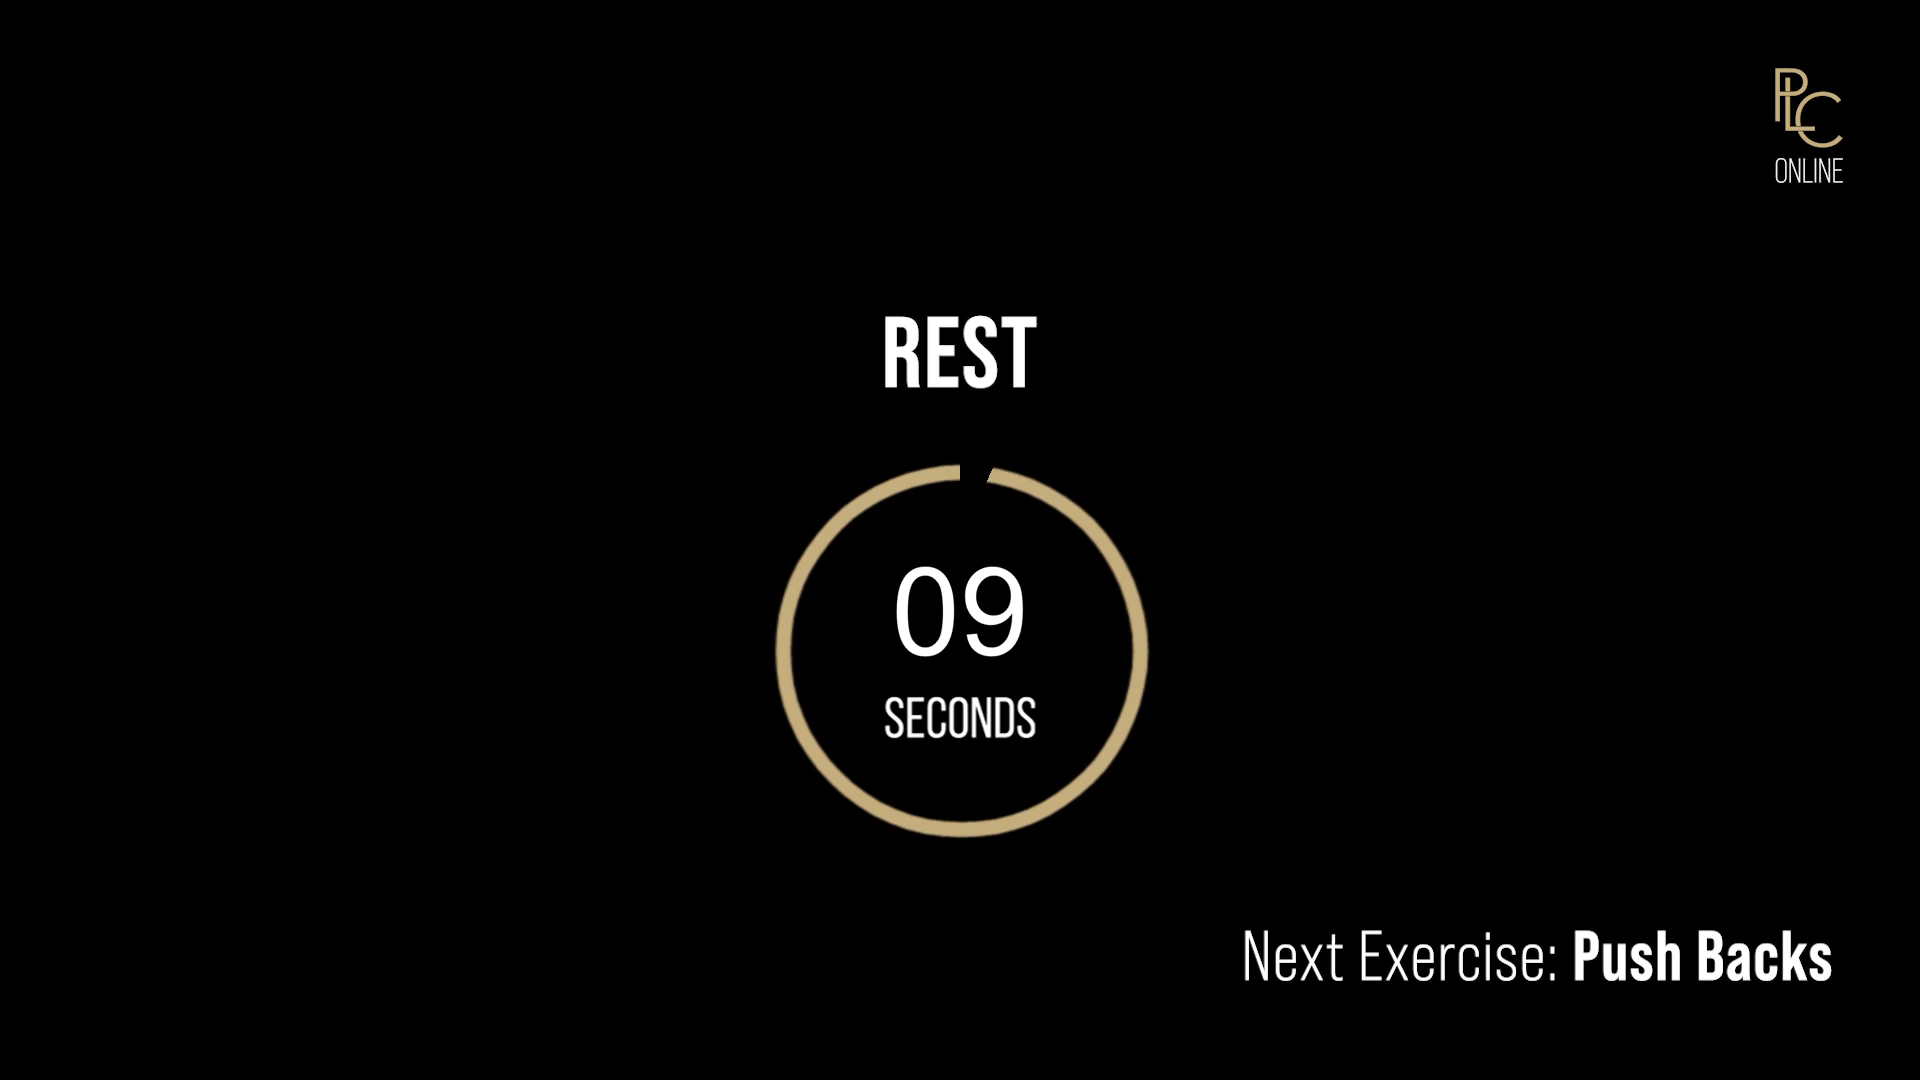 PLC
ONLINE
REST
09
SECONDS
Next Exercise: Push Backs